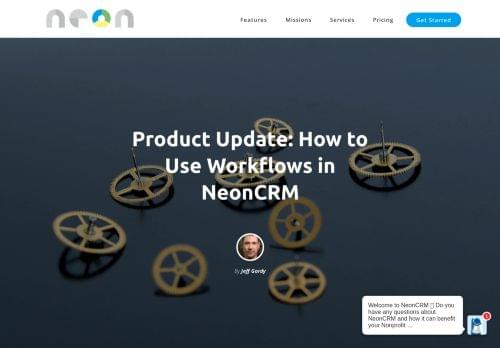 neon
Features
Missions
Services
Pricing
Get Started
Product Update: How to
Use Workflows in
NeonCRM
By Jeff Gordy
Welcome to NeonCRM ▯ Do you
have any questions about
NeonCRM and how it can benefit
your Nonprofit ...
1